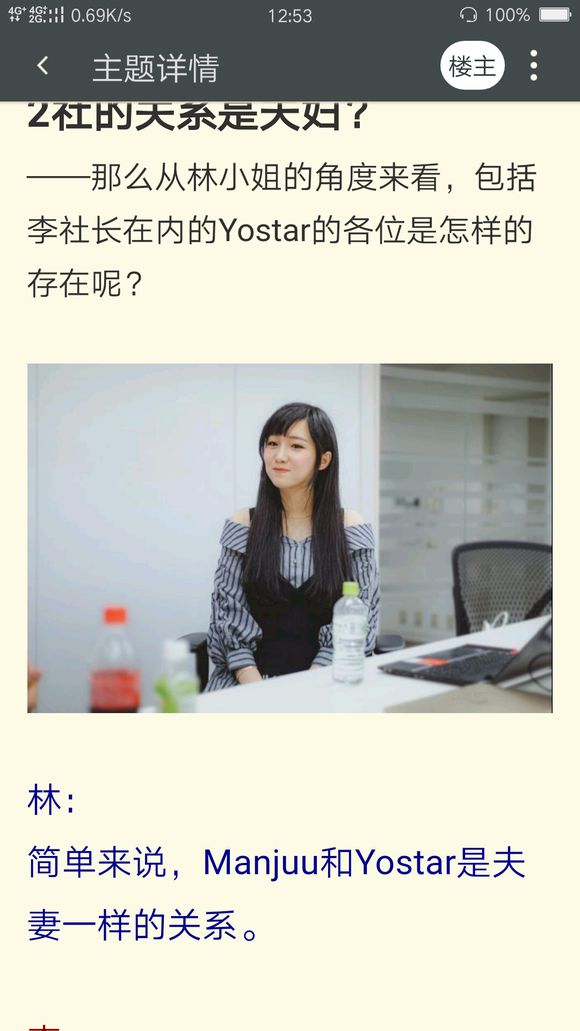 4G+ 4G+ 2G 0.69K/s 12:53 100%
主题详情 楼主
2社的关系是夫妇？
——那么从林小姐的角度来看，包括
李社长在内的Yostar的各位是怎样的
存在呢？
林：
简单来说，Manjuu和Yostar是夫
妻一样的关系。